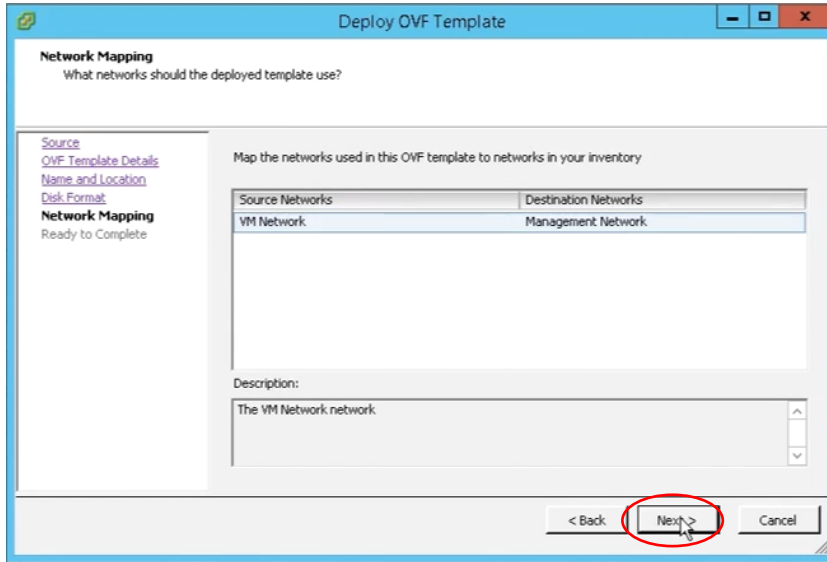 Deploy OVF Template
Network Mapping
What networks should the deployed template use?
Source
OVF Template Details
Name and Location
Disk Format
Network Mapping
Ready to Complete
Map the networks used in this OVF template to networks in your inventory
Source Networks Destination Networks
VM Network Management Network
Description:
The VM Network network
< Back Next > Cancel